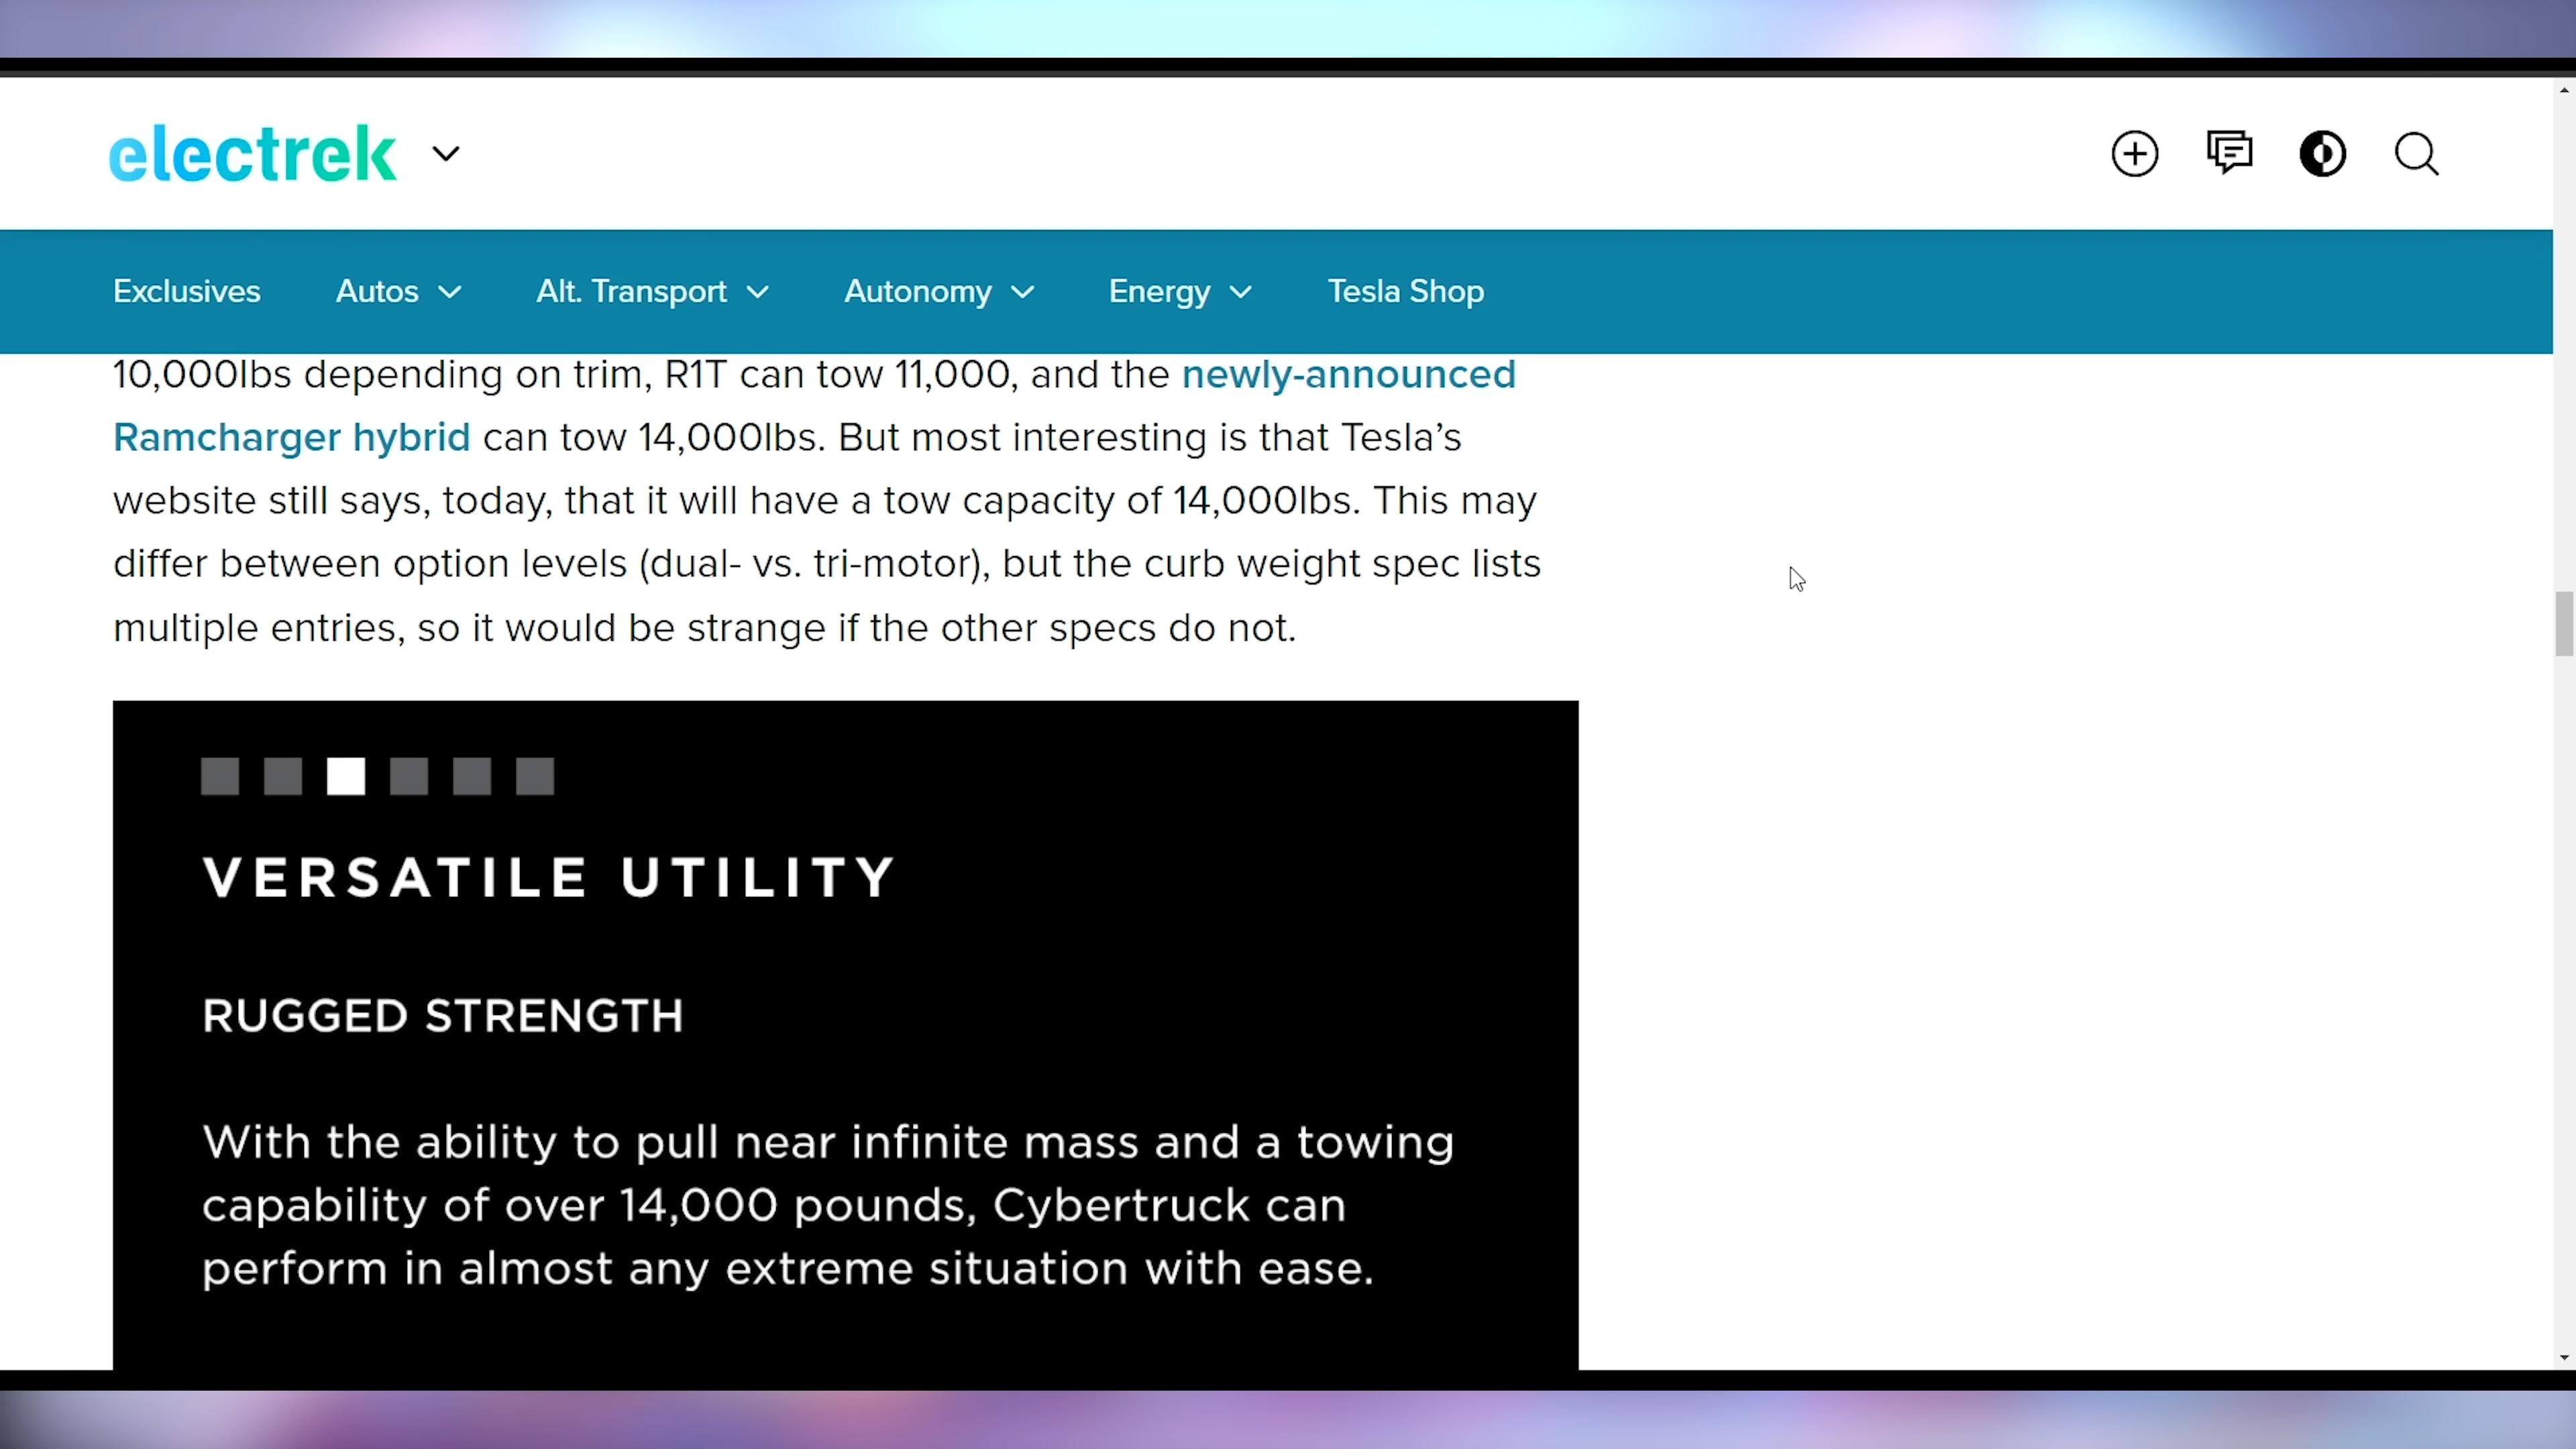 electrek
Exclusives Autos Alt. Transport Autonomy Energy Tesla Shop
10,000lbs depending on trim, R1T can tow 11,000, and the newly-announced
Ramcharger hybrid can tow 14,000lbs. But most interesting is that Tesla’s
website still says, today, that it will have a tow capacity of 14,000lbs. This may
differ between option levels (dual- vs. tri-motor), but the curb weight spec lists
multiple entries, so it would be strange if the other specs do not.
VERSATILE UTILITY
RUGGED STRENGTH
With the ability to pull near infinite mass and a towing
capability of over 14,000 pounds, Cybertruck can
perform in almost any extreme situation with ease.